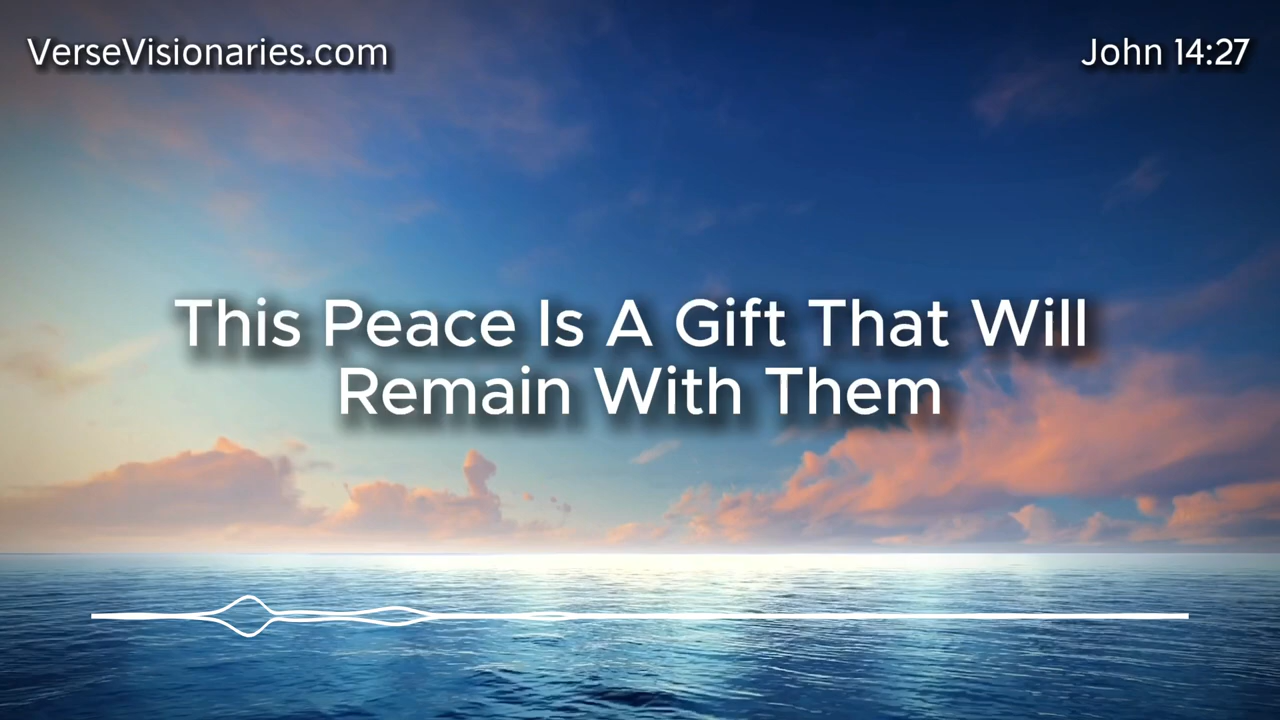 VerseVisionaries.com
John 14:27
This Peace Is A Gift That Will
Remain With Them